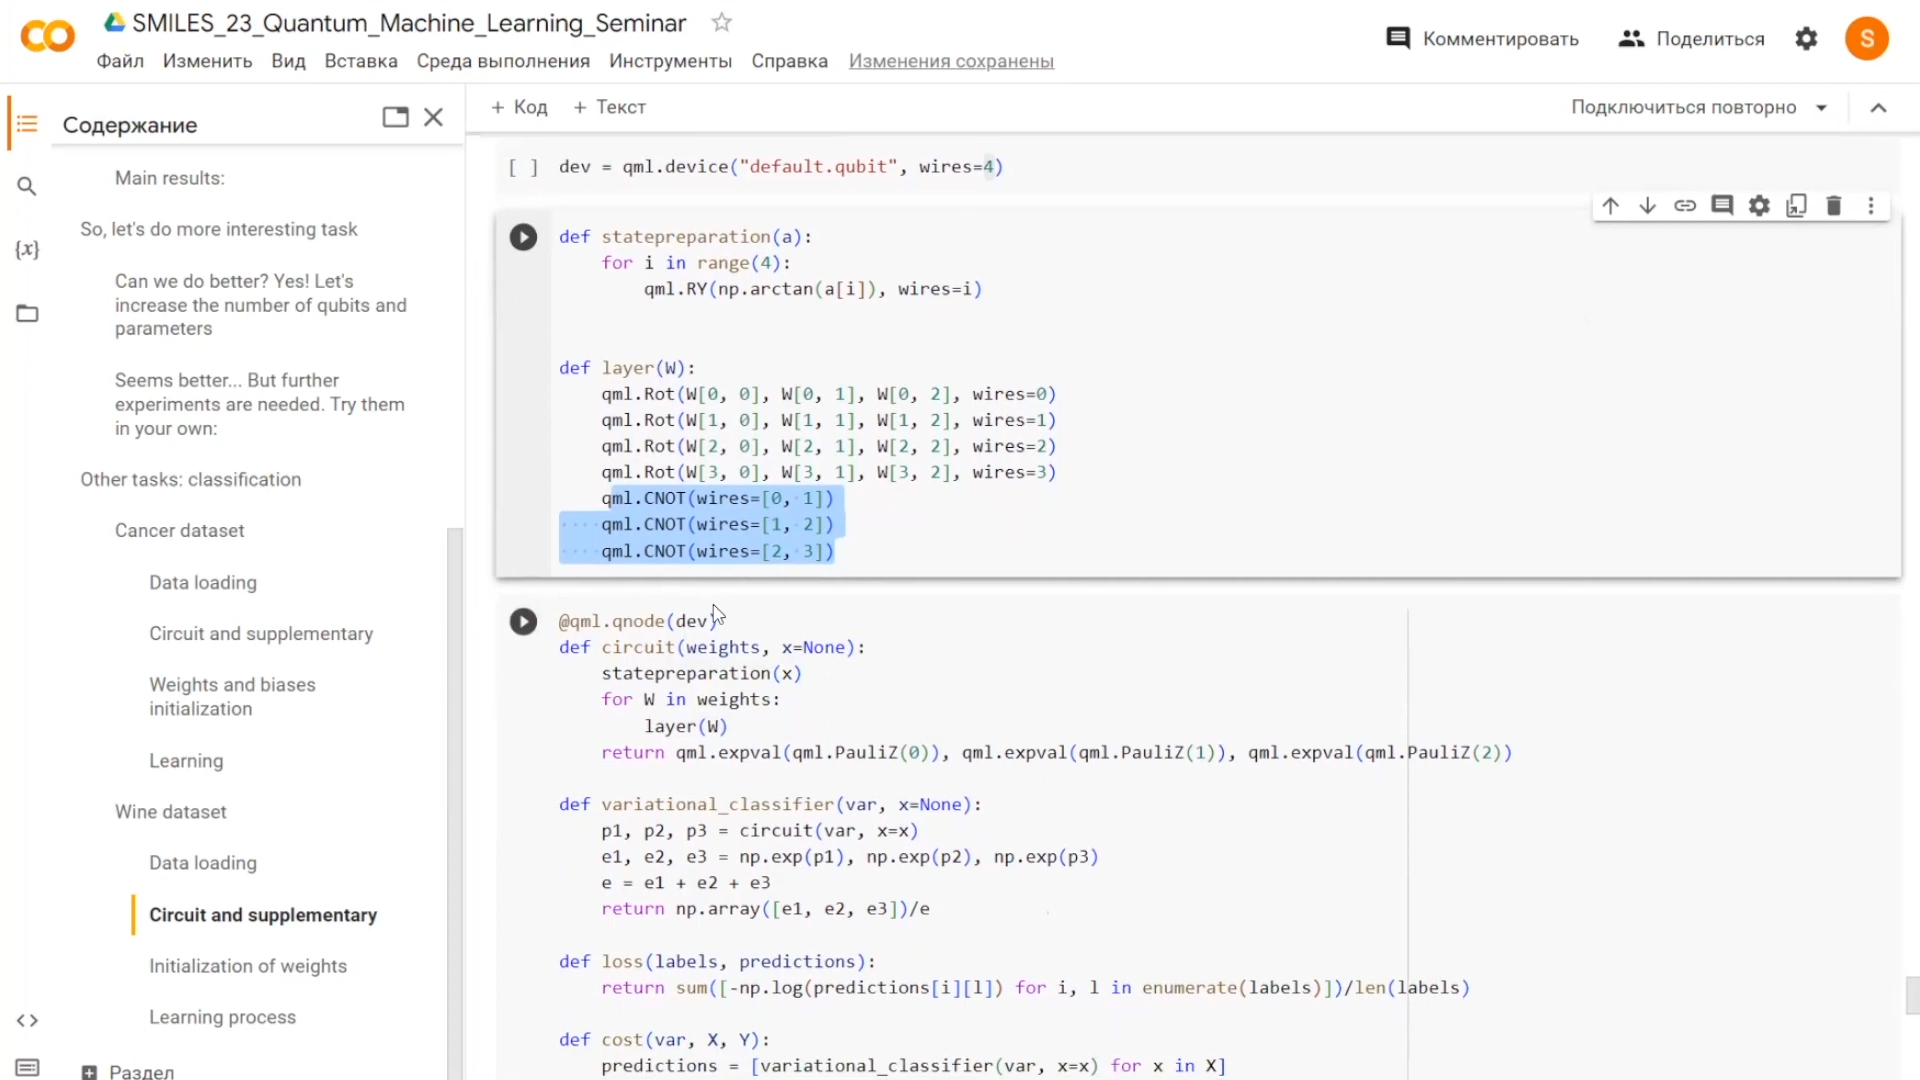 SMILES_23_Quantum_Machine_Learning_Seminar
Комментировать
Поделиться
S
Файл Изменить Вид Вставка Среда выполнения Инструменты Справка Изменения сохранены
Содержание
+ Код + Текст
Подключиться повторно
Main results:
So, let's do more interesting task
Can we do better? Yes! Let's
increase the number of qubits and
parameters
Seems better... But further
experiments are needed. Try them
in your own:
Other tasks: classification
Cancer dataset
Data loading
Circuit and supplementary
Weights and biases
initialization
Learning
Wine dataset
Data loading
Circuit and supplementary
Initialization of weights
Learning process
Раздел
{x}
[ ] dev = qml.device("default.qubit", wires=4)
def statepreparation(a):
    for i in range(4):
        qml.RY(np.arctan(a[i]), wires=i)
def layer(W):
    qml.Rot(W[0, 0], W[0, 1], W[0, 2], wires=0)
    qml.Rot(W[1, 0], W[1, 1], W[1, 2], wires=1)
    qml.Rot(W[2, 0], W[2, 1], W[2, 2], wires=2)
    qml.Rot(W[3, 0], W[3, 1], W[3, 2], wires=3)
    qml.CNOT(wires=[0, 1])
    qml.CNOT(wires=[1, 2])
    qml.CNOT(wires=[2, 3])
@qml.qnode(dev)
def circuit(weights, x=None):
    statepreparation(x)
    for W in weights:
        layer(W)
    return qml.expval(qml.PauliZ(0)), qml.expval(qml.PauliZ(1)), qml.expval(qml.PauliZ(2))
def variational_classifier(var, x=None):
    p1, p2, p3 = circuit(var, x=x)
    e1, e2, e3 = np.exp(p1), np.exp(p2), np.exp(p3)
    e = e1 + e2 + e3
    return np.array([e1, e2, e3])/e
def loss(labels, predictions):
    return sum([-np.log(predictions[i][l]) for i, l in enumerate(labels)])/len(labels)
def cost(var, X, Y):
    predictions = [variational_classifier(var, x=x) for x in X]